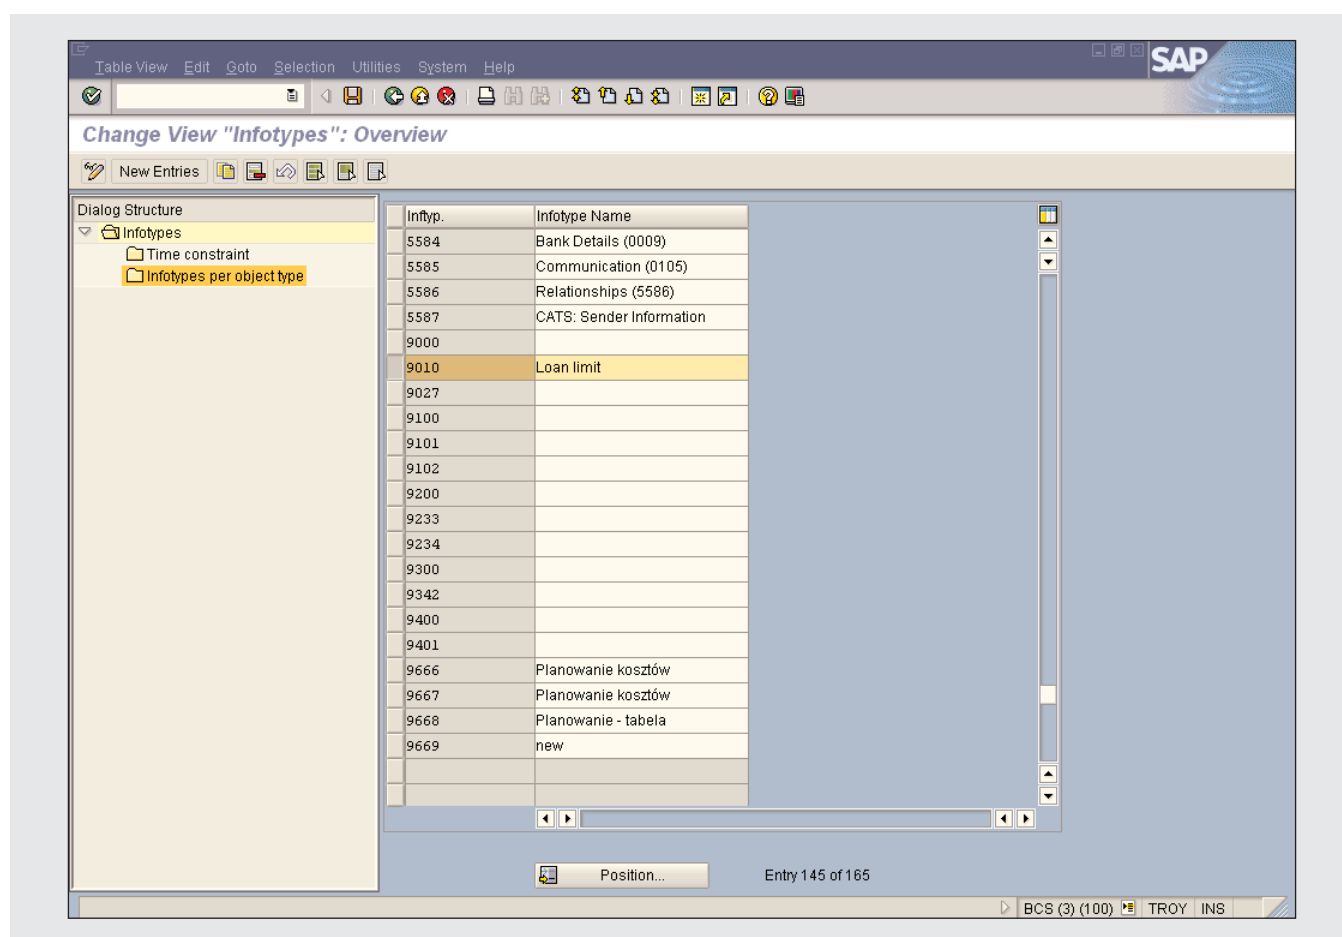 Table View Edit Goto Selection Utilities System Help
SAP
Change View "Infotypes": Overview
New Entries
Dialog Structure
Infotypes
Time constraint
Infotypes per object type
Inftyp. Infotype Name
5584 Bank Details (0009)
5585 Communication (0105)
5586 Relationships (5586)
5587 CATS: Sender Information
9000
9010 Loan limit
9027
9100
9101
9102
9200
9233
9234
9300
9342
9400
9401
9666 Planowanie kosztów
9667 Planowanie kosztów
9668 Planowanie - tabela
9669 new
Position... Entry 145 of 165
BCS (3) (100) TROY INS